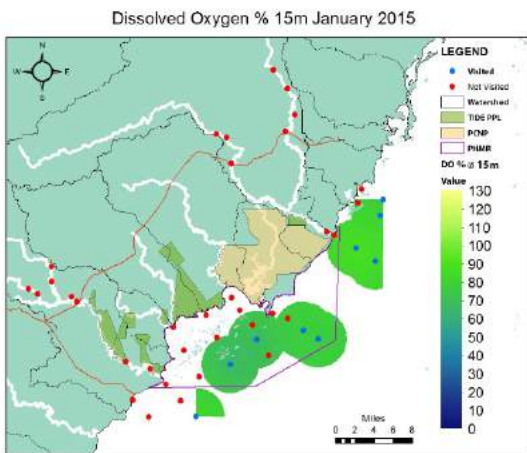 Dissolved Oxygen % 15m January 2015
N
W E
S
LEGEND
Visited
Not Visited
Watershed
TIDE PPL
PCNP
PHMR
DO % @ 15m
Value
130
120
110
100
90
80
70
60
50
40
30
20
10
0
Miles
0 1 2 4 6 8